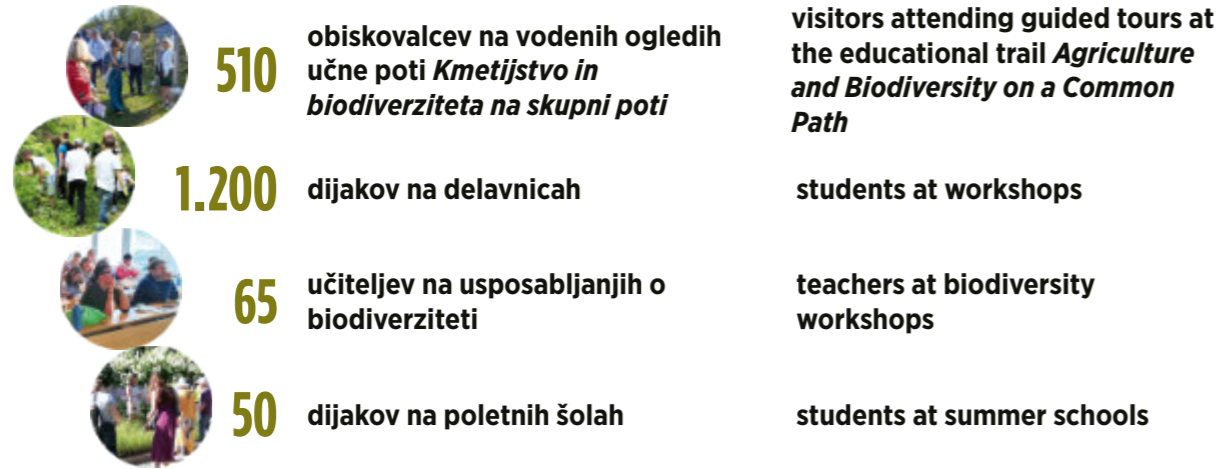 510
obiskovalcev na vodenih ogledih
učne poti Kmetijstvo in
biodiverziteta na skupni poti
visitors attending guided tours at
the educational trail Agriculture
and Biodiversity on a Common
Path
1.200
dijakov na delavnicah
students at workshops
65
učiteljev na usposabljanjih o
biodiverziteti
teachers at biodiversity
workshops
50
dijakov na poletnih šolah
students at summer schools